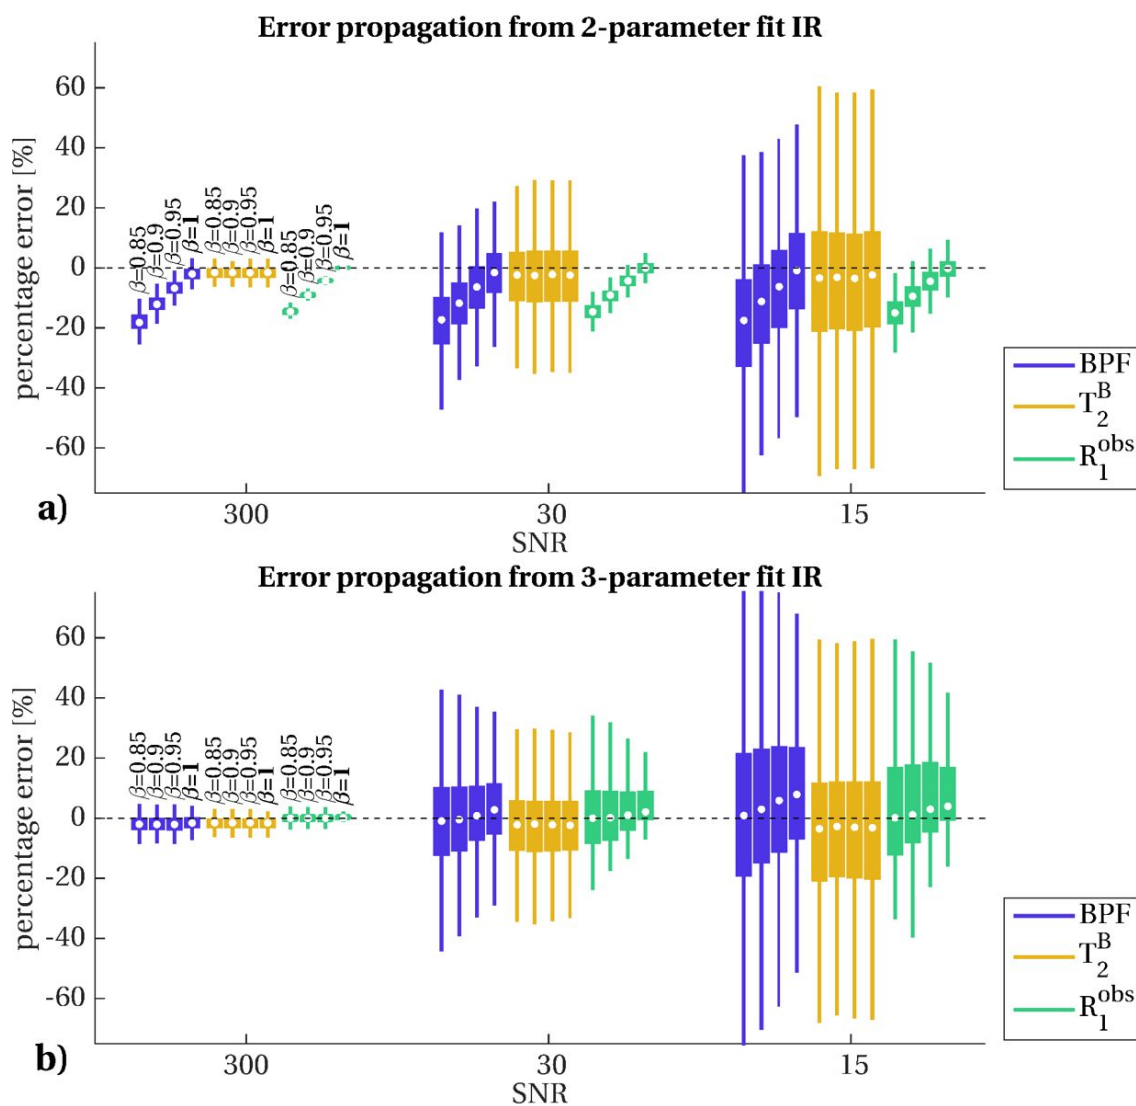 Error propagation from 2-parameter fit IR
percentage error [%]
60
40
20
0
-20
-40
-60
β=0.85
β=0.9
β=0.95
β=1
β=0.85
β=0.9
β=0.95
β=1
β=0.85
β=0.9
β=0.95
β=1
BPF
T₂ᴮ
R₁ᵒᵇˢ
a)
300
30
15
SNR
Error propagation from 3-parameter fit IR
percentage error [%]
60
40
20
0
-20
-40
-60
β=0.85
β=0.9
β=0.95
β=1
β=0.85
β=0.9
β=0.95
β=1
β=0.85
β=0.9
β=0.95
β=1
BPF
T₂ᴮ
R₁ᵒᵇˢ
b)
300
30
15
SNR